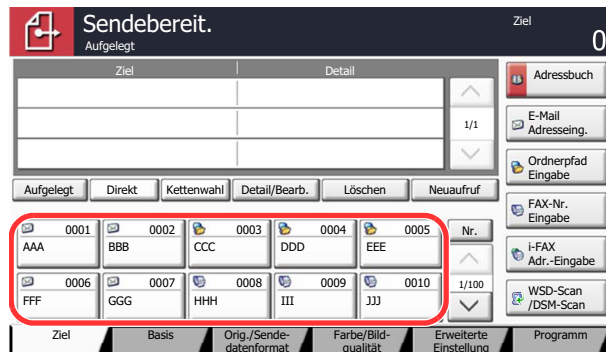 Sendebereit.
Aufgelegt
Ziel
0
Ziel Detail
1/1
Adressbuch
E-Mail
Adresseing.
Ordnerpfad
Eingabe
FAX-Nr.
Eingabe
i-FAX
Adr.-Eingabe
WSD-Scan
/DSM-Scan
Aufgelegt Direkt Kettenwahl Detail/Bearb. Löschen Neuaufruf
0001 0002 0003 0004 0005 Nr.
AAA BBB CCC DDD EEE
0006 0007 0008 0009 0010 1/100
FFF GGG HHH III JJJ
Ziel Basis Orig./Sende-
datenformat Farbe/Bild-
qualität Erweiterte
Einstellung Programm